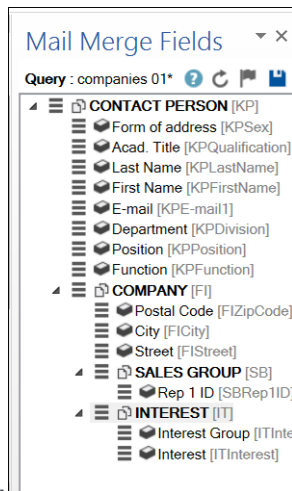 Mail Merge Fields
Query : companies 01*
CONTACT PERSON [KP]
Form of address [KPSex]
Acad. Title [KPQualification]
Last Name [KPLastName]
First Name [KPFirstName]
E-mail [KPE-mail1]
Department [KPDivision]
Position [KPPosition]
Function [KPFunction]
COMPANY [FI]
Postal Code [FIZipCode]
City [FICity]
Street [FIStreet]
SALES GROUP [SB]
Rep 1 ID [SBRep1ID]
INTEREST [IT]
Interest Group [ITInte
Interest [ITInterest]